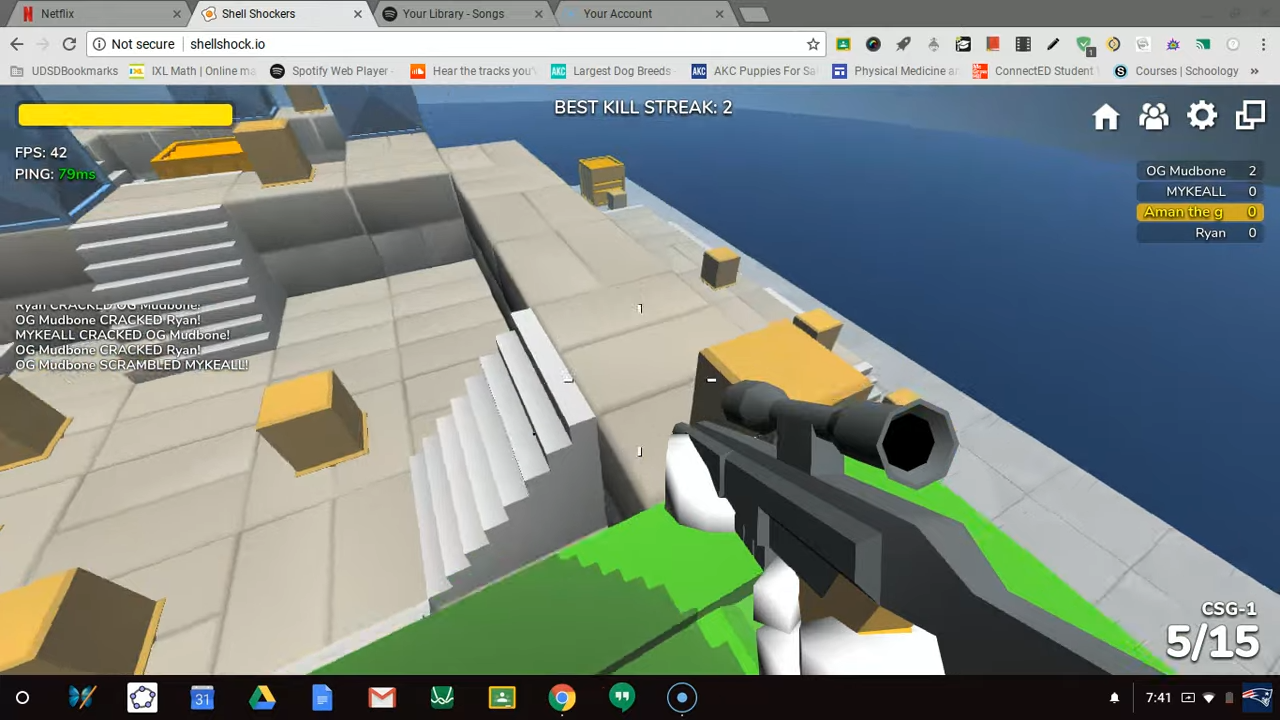 Netflix
Shell Shockers
Your Library - Songs
Your Account
Not secure
shellshock.io
UDSDBookmarks
IXL Math | Online m
Spotify Web Player -
Hear the tracks you'
Largest Dog Breeds -
AKC Puppies For Sal
Physical Medicine an
ConnectED Student
Courses | Schoology
»
BEST KILL STREAK: 2
FPS: 42
PING: 79ms
OG Mudbone 2
MYKEALL 0
Aman the g 0
Ryan 0
Ryan CRACKED OG Mudbone!
OG Mudbone CRACKED Ryan!
MYKEALL CRACKED OG Mudbone!
OG Mudbone CRACKED Ryan!
OG Mudbone SCRAMBLED MYKEALL!
CSG-1
5/15
31
7:41